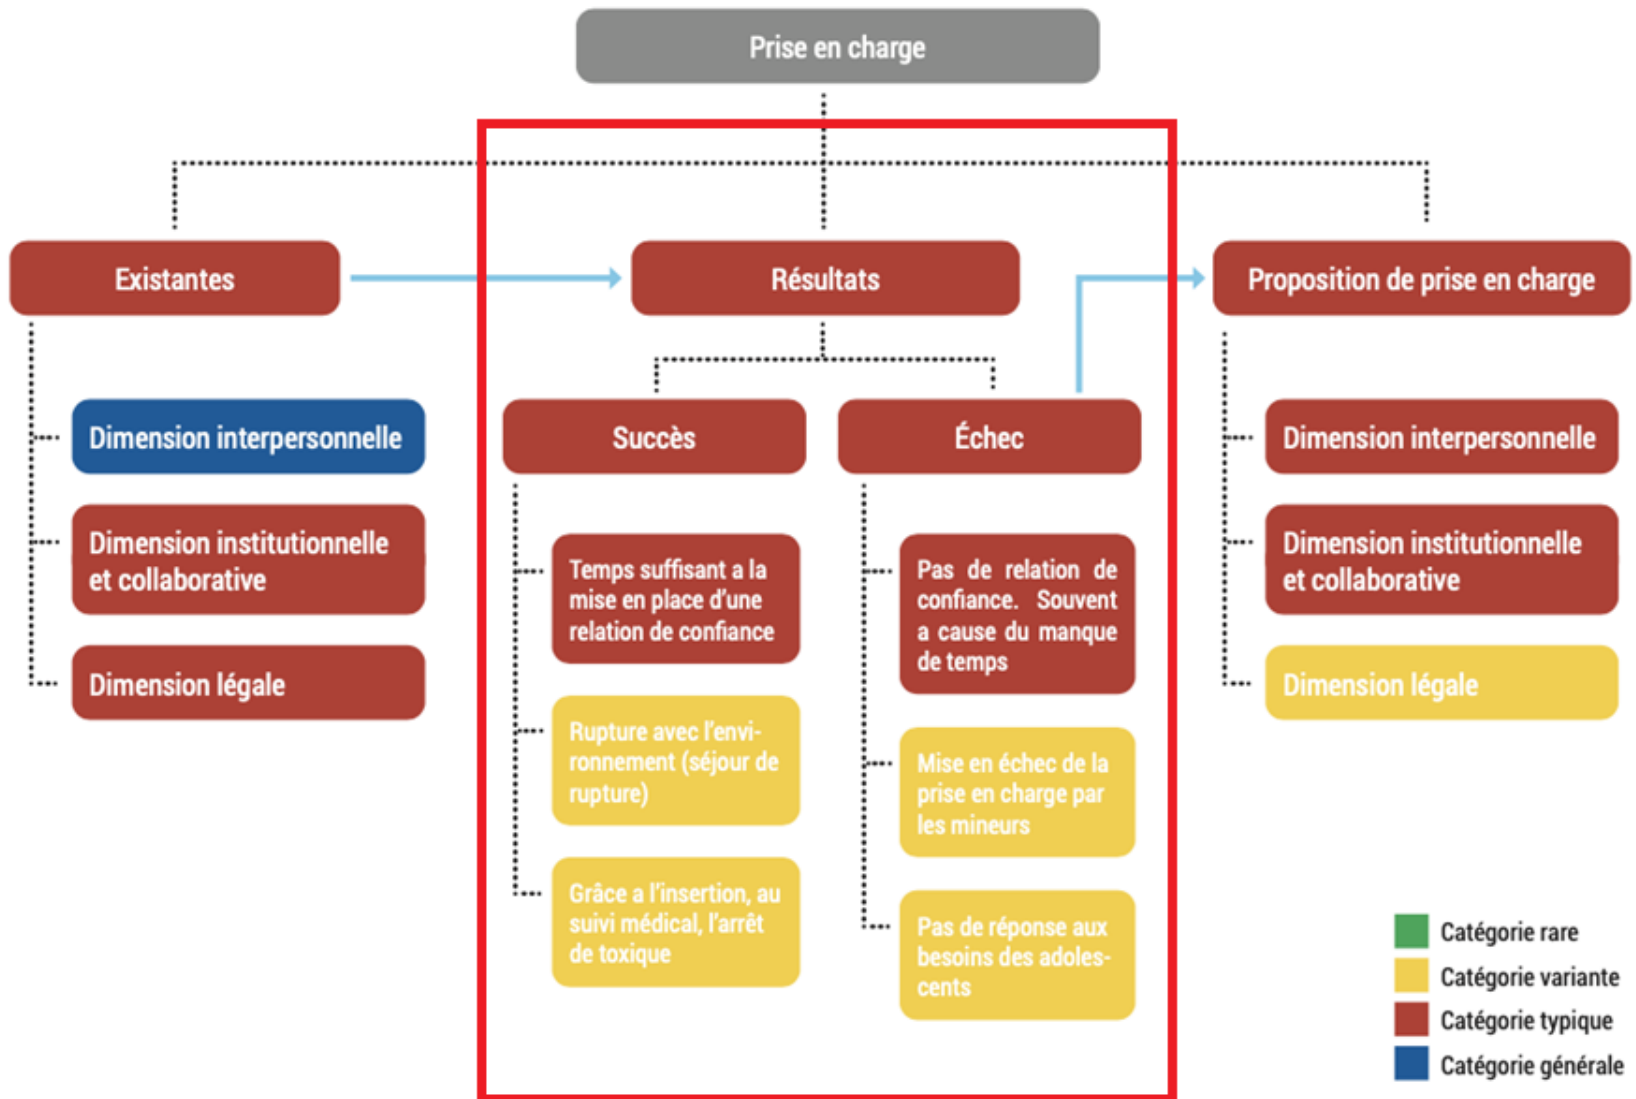 Prise en charge
Existantes
Résultats
Proposition de prise en charge
Dimension interpersonnelle
Dimension institutionnelle
et collaborative
Dimension légale
Succès
Échec
Temps suffisant a la
mise en place d'une
relation de confiance
Rupture avec l'envi-
ronnement (séjour de
rupture)
Grâce a l'insertion, au
suivi médical, l'arrêt
de toxique
Pas de relation de
confiance. Souvent
a cause du manque
de temps
Mise en échec de la
prise en charge par
les mineurs
Pas de réponse aux
besoins des adoles-
cents
Dimension interpersonnelle
Dimension institutionnelle
et collaborative
Dimension légale
Catégorie rare
Catégorie variante
Catégorie typique
Catégorie générale